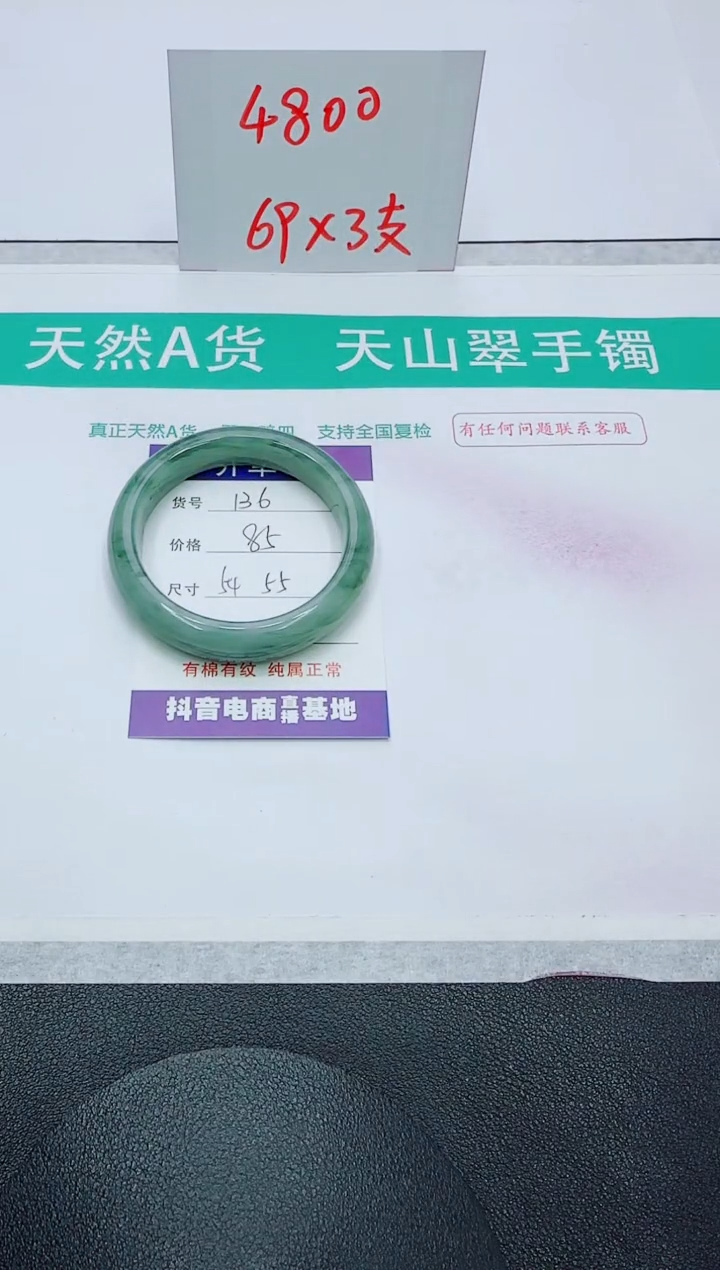 4800
69×3支
天然A货 天山翠手镯
真正天然A货 支持全国复检 有任何问题联系客服
货号 136
价格 85
尺寸 54 55
有棉有纹 纯属正常
抖音电商直播基地